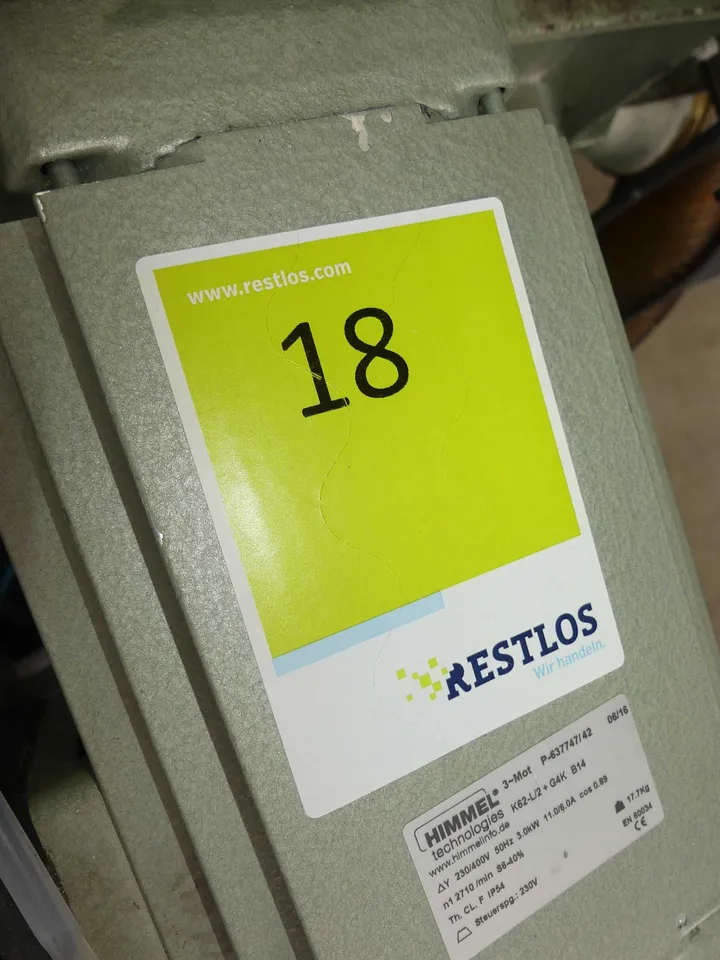 www.restlos.com
18
RESTLOS
Wir handeln.
HIMMEL® 3~Mot P-637747/42 06/16
technologies K62-L/2 + G4K B14
www.himmelinfo.de
ΔY 230/400V 50Hz 3.0kW 11.0/6.0A cos 0.89
n1 2710 /min S6-40% 17.7Kg
Th. CL. F IP54 EN 60034
Steuerspg.: 230V CE